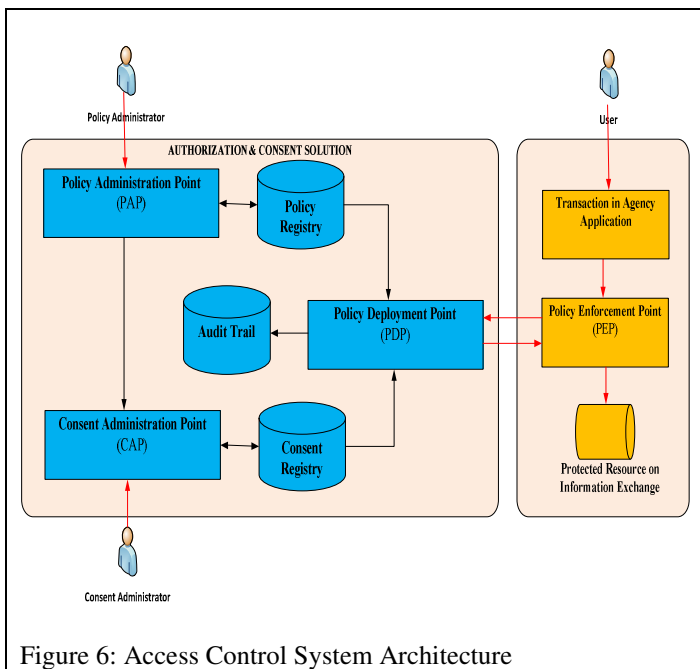 Policy Administrator
User
AUTHORIZATION & CONSENT SOLUTION
Policy Administration Point
(PAP)
Policy
Registry
Transaction in Agency
Application
Audit Trail
Policy Deployment Point
(PDP)
Policy Enforcement Point
(PEP)
Consent Administration Point
(CAP)
Consent
Registry
Protected Resource on
Information Exchange
Consent Administrator
Figure 6: Access Control System Architecture